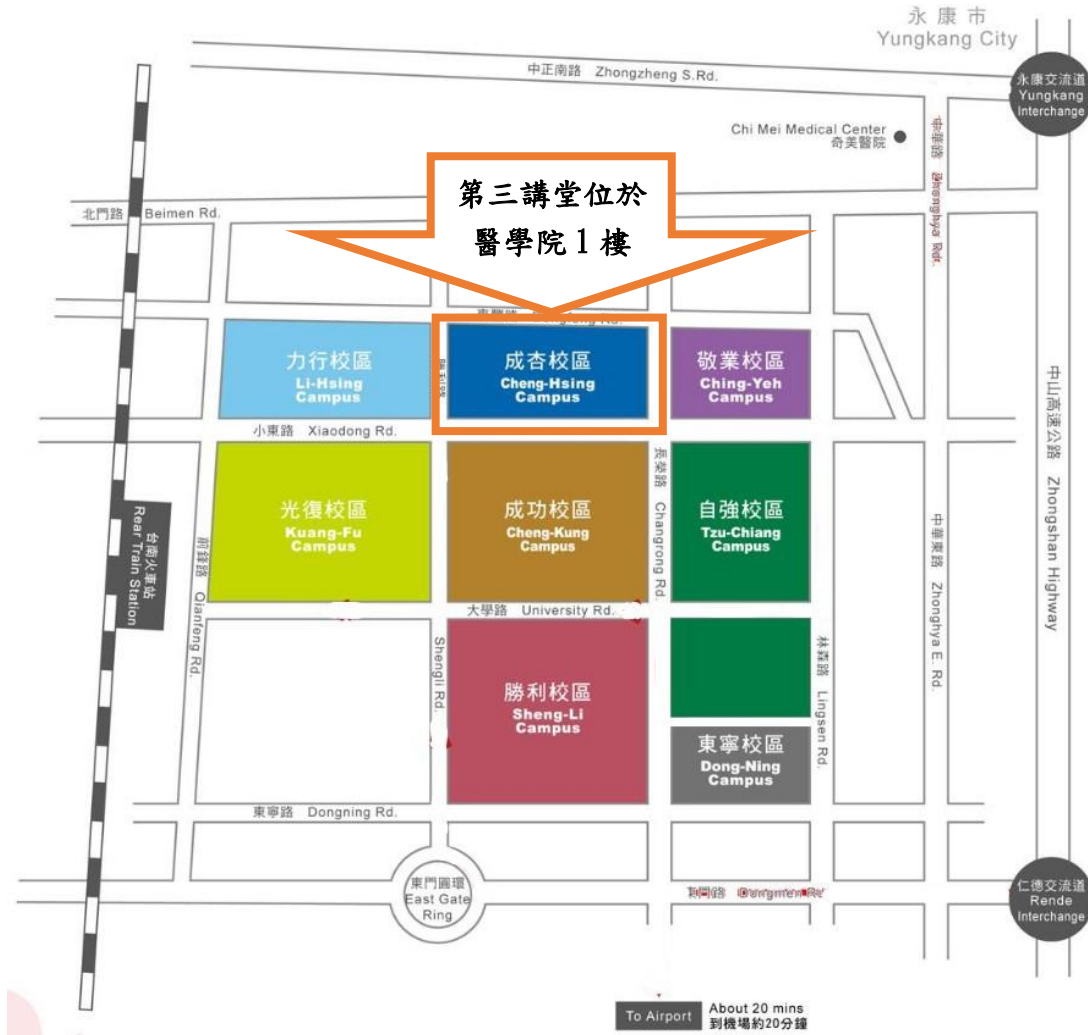 永康市
Yungkang City
中正南路 Zhongzheng S.Rd.
永康交流道
Yungkang
Interchange
Chi Mei Medical Center
奇美醫院
中華路
第三講堂位於
醫學院1樓
北門路 Beimen Rd.
力行校區
Li-Hsing
Campus
成杏校區
Cheng-Hsing
Campus
敬業校區
Ching-Yeh
Campus
小東路 Xiaodong Rd.
中山高速公路 Zhongshan Highway
光復校區
Kuang-Fu
Campus
成功校區
Cheng-Kung
Campus
長榮路 Changrong Rd.
自強校區
Tzu-Chiang
Campus
台南火車站
Rear Train Station
前鋒路 Qianfeng Rd.
中華東路 Zhonghya E. Rd.
大學路 University Rd.
Shengli Rd.
勝利校區
Sheng-Li
Campus
林森路 Lingsen Rd.
東寧校區
Dong-Ning
Campus
東寧路 Dongning Rd.
東門圓環
East Gate
Ring
仁德交流道
Rende
Interchange
To Airport
About 20 mins
到機場約20分鐘